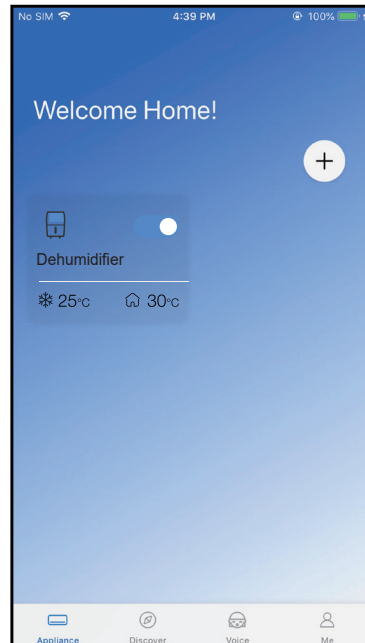 No SIM 4:39 PM 100%
Welcome Home!
Dehumidifier
25°C 30°C
Appliance Discover Voice Me